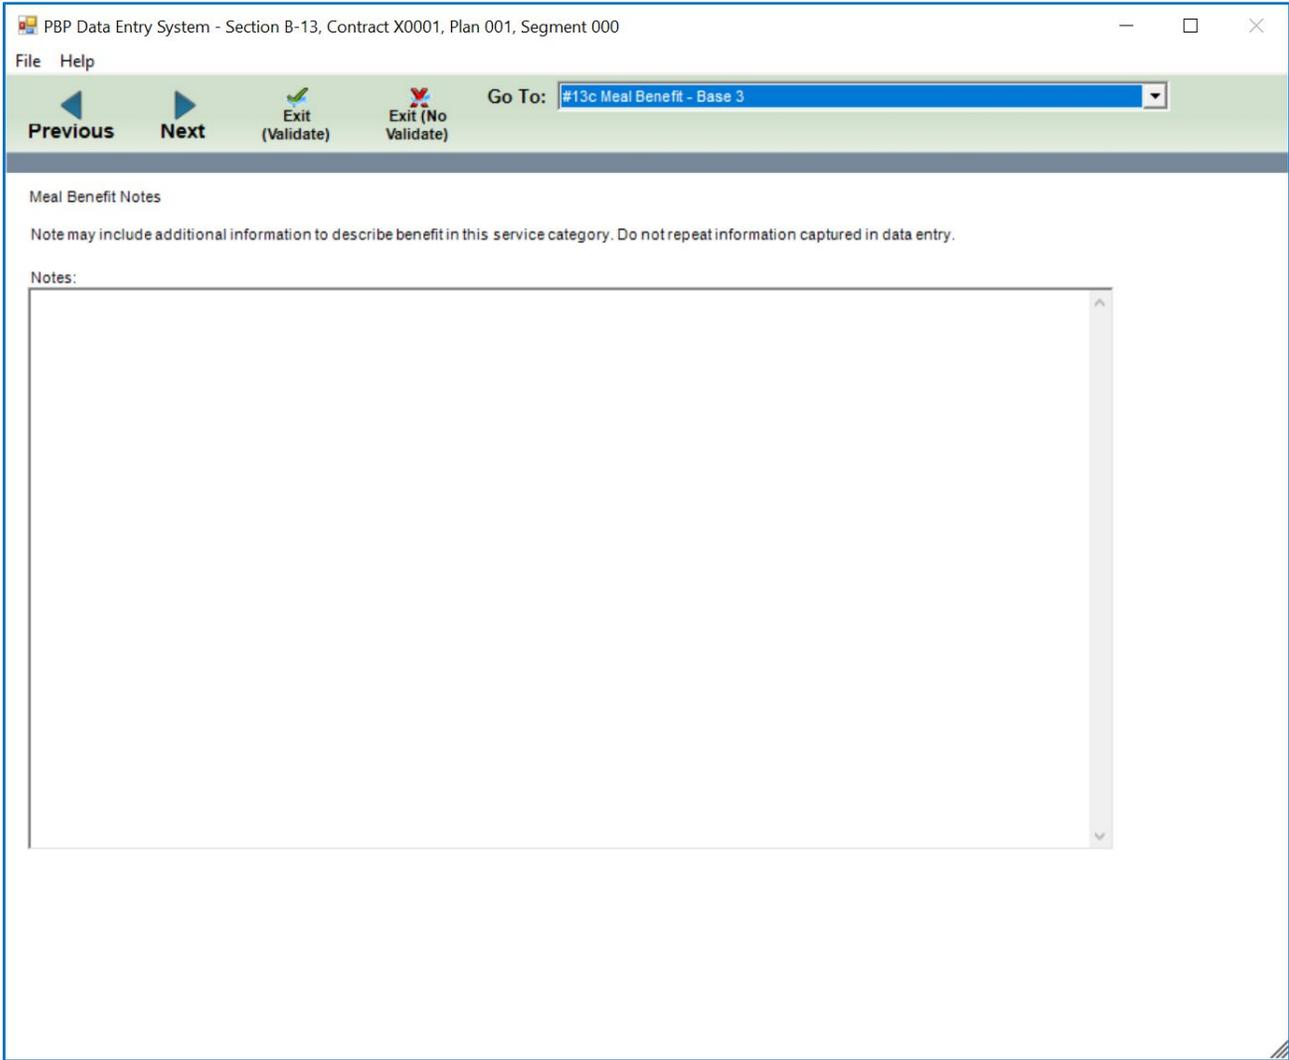 PBP Data Entry System - Section B-13, Contract X0001, Plan 001, Segment 000
File Help
Previous Next Exit (Validate) Exit (No Validate) Go To: #13c Meal Benefit - Base 3
Meal Benefit Notes
Note may include additional information to describe benefit in this service category. Do not repeat information captured in data entry.
Notes: